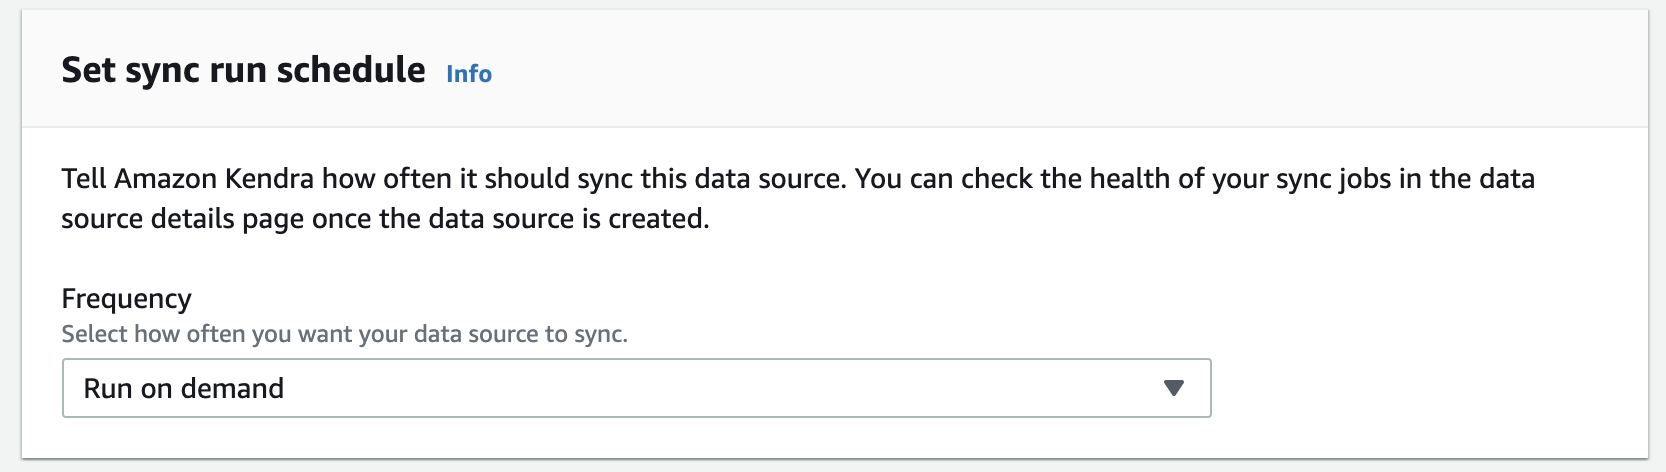 Set sync run schedule Info
Tell Amazon Kendra how often it should sync this data source. You can check the health of your sync jobs in the data
source details page once the data source is created.
Frequency
Select how often you want your data source to sync.
Run on demand